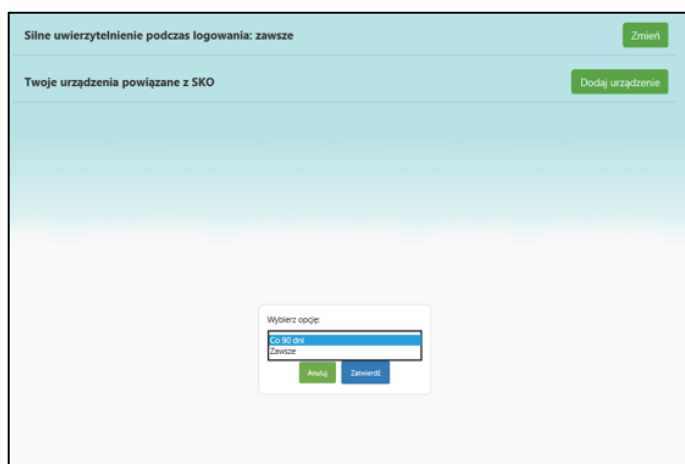 Silne uwierzytelnienie podczas logowania: zawsze
Zmień
Twoje urządzenia powiązane z SKO
Dodaj urządzenie
Wybierz opcję:
Co 90 dni
Zawsze
Anuluj
Zatwierdź